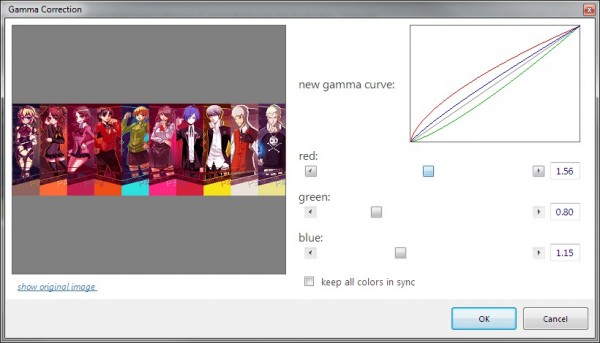 Gamma Correction
new gamma curve:
red:
1.56
green:
0.80
blue:
1.15
keep all colors in sync
show original image
OK
Cancel